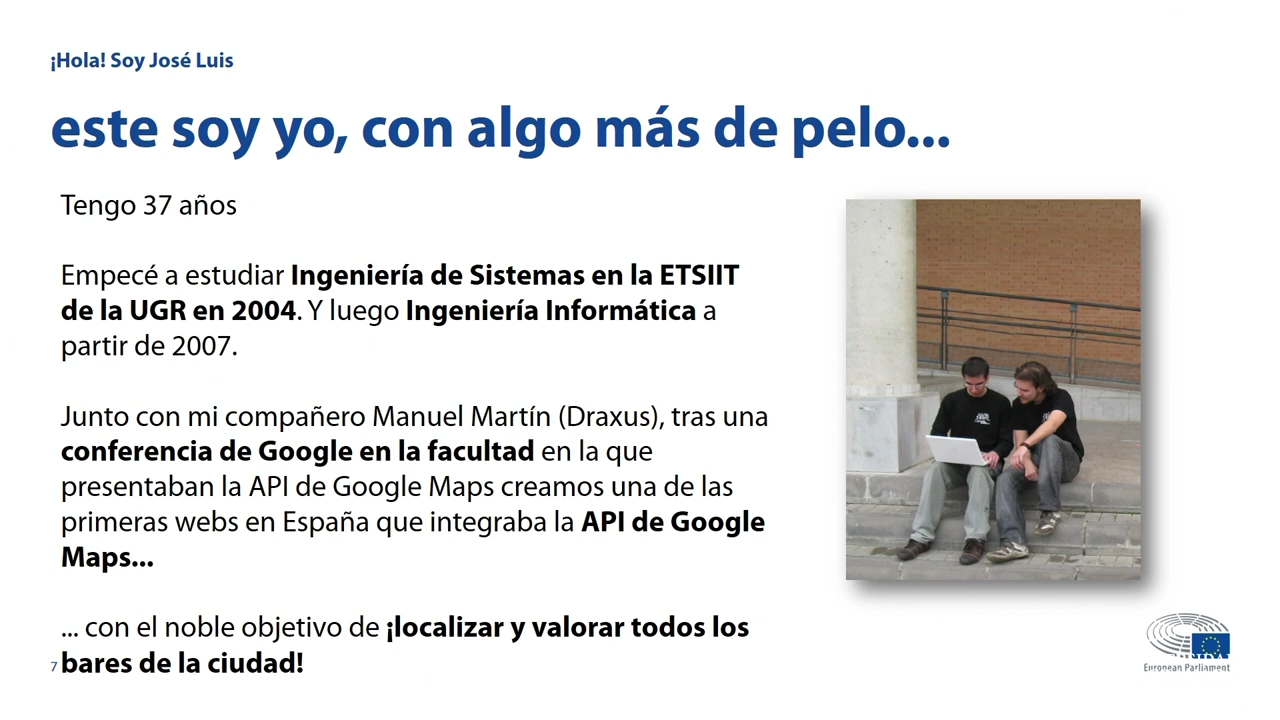 ¡Hola! Soy José Luis
este soy yo, con algo más de pelo...
Tengo 37 años
Empecé a estudiar Ingeniería de Sistemas en la ETSIIT
de la UGR en 2004. Y luego Ingeniería Informática a
partir de 2007.
Junto con mi compañero Manuel Martín (Draxus), tras una
conferencia de Google en la facultad en la que
presentaban la API de Google Maps creamos una de las
primeras webs en España que integraba la API de Google
Maps...
... con el noble objetivo de ¡localizar y valorar todos los
bares de la ciudad!
7
European Parliament